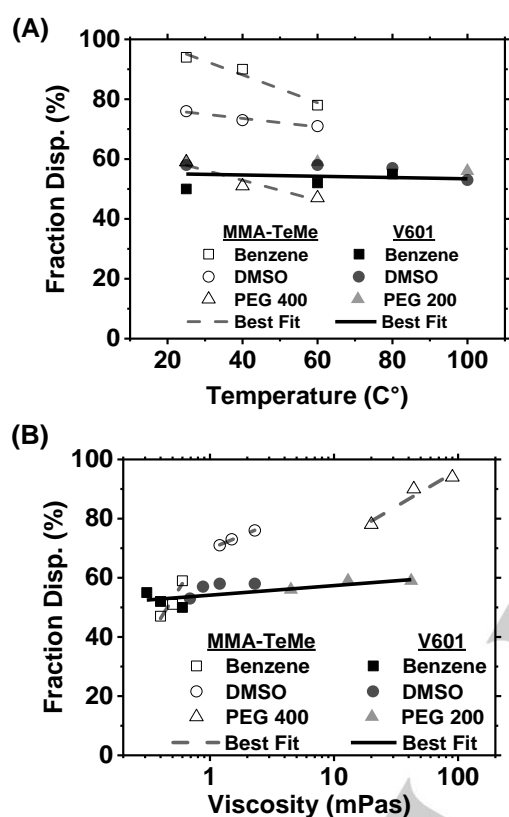 (A)
Fraction Disp. (%)
100
80
60
40
20
0
MMA-TeMe V601
Benzene Benzene
DMSO DMSO
PEG 400 PEG 200
Best Fit Best Fit
20 40 60 80 100
Temperature (C°)
(B)
Fraction Disp. (%)
100
80
60
40
20
0
MMA-TeMe V601
Benzene Benzene
DMSO DMSO
PEG 400 PEG 200
Best Fit Best Fit
1 10 100
Viscosity (mPas)